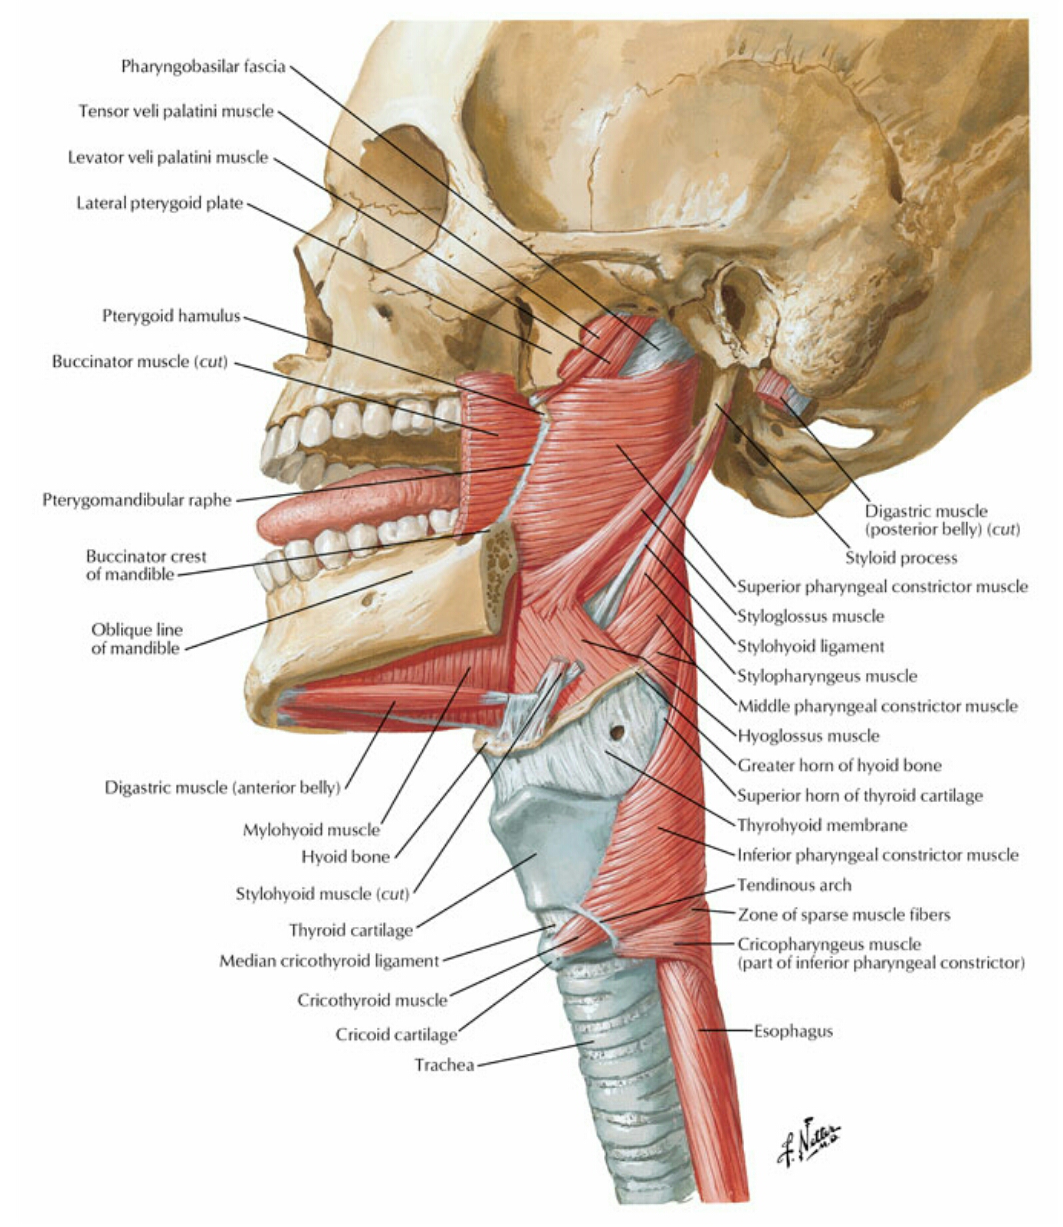 Pharyngobasilar fascia
Tensor veli palatini muscle
Levator veli palatini muscle
Lateral pterygoid plate
Pterygoid hamulus
Buccinator muscle (cut)
Pterygomandibular raphe
Buccinator crest
of mandible
Oblique line
of mandible
Digastric muscle (anterior belly)
Mylohyoid muscle
Hyoid bone
Stylohyoid muscle (cut)
Thyroid cartilage
Median cricothyroid ligament
Cricothyroid muscle
Cricoid cartilage
Trachea
Digastric muscle
(posterior belly) (cut)
Styloid process
Superior pharyngeal constrictor muscle
Styloglossus muscle
Stylohyoid ligament
Stylopharyngeus muscle
Middle pharyngeal constrictor muscle
Hyoglossus muscle
Greater horn of hyoid bone
Superior horn of thyroid cartilage
Thyrohyoid membrane
Inferior pharyngeal constrictor muscle
Tendinous arch
Zone of sparse muscle fibers
Cricopharyngeus muscle
(part of inferior pharyngeal constrictor)
Esophagus
F. Netter
M.D.